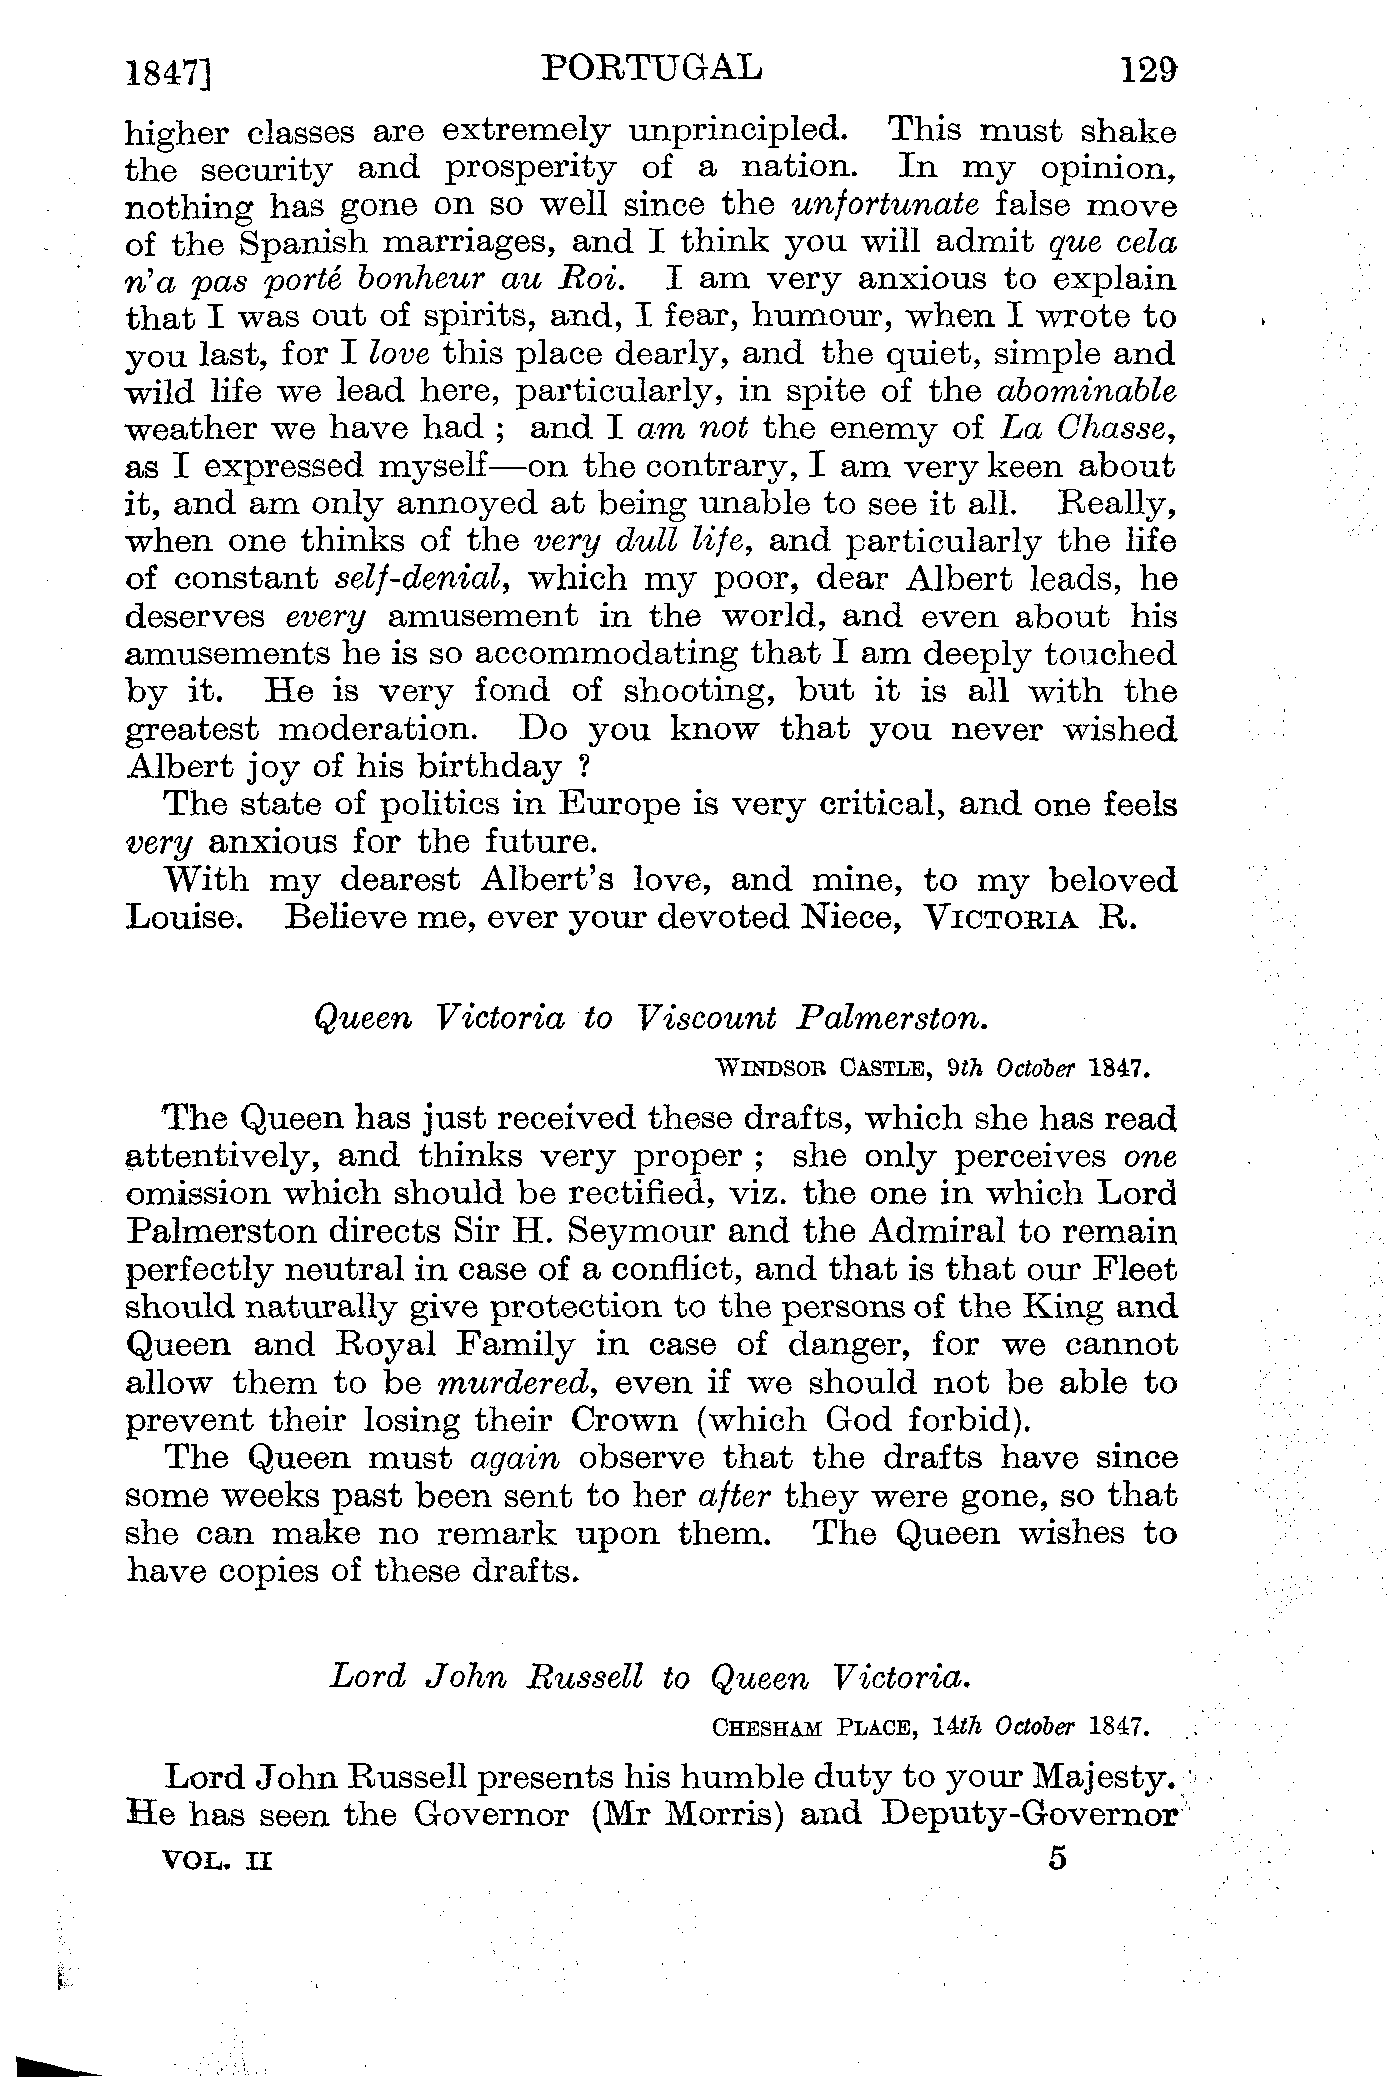 1847] PORTUGAL 129
higher classes are extremely unprincipled. This must shake
the security and prosperity of a nation. In my opinion,
nothing has gone on so well since the unfortunate false move
of the Spanish marriages, and I think you will admit que cela
n'a pas porté bonheur au Roi. I am very anxious to explain
that I was out of spirits, and, I fear, humour, when I wrote to
you last, for I love this place dearly, and the quiet, simple and
wild life we lead here, particularly, in spite of the abominable
weather we have had ; and I am not the enemy of La Chasse,
as I expressed myself—on the contrary, I am very keen about
it, and am only annoyed at being unable to see it all. Really,
when one thinks of the very dull life, and particularly the life
of constant self-denial, which my poor, dear Albert leads, he
deserves every amusement in the world, and even about his
amusements he is so accommodating that I am deeply touched
by it. He is very fond of shooting, but it is all with the
greatest moderation. Do you know that you never wished
Albert joy of his birthday ?
The state of politics in Europe is very critical, and one feels
very anxious for the future.
With my dearest Albert's love, and mine, to my beloved
Louise. Believe me, ever your devoted Niece, VICTORIA R.
Queen Victoria to Viscount Palmerston.
WINDSOR CASTLE, 9th October 1847.
The Queen has just received these drafts, which she has read
attentively, and thinks very proper ; she only perceives one
omission which should be rectified, viz. the one in which Lord
Palmerston directs Sir H. Seymour and the Admiral to remain
perfectly neutral in case of a conflict, and that is that our Fleet
should naturally give protection to the persons of the King and
Queen and Royal Family in case of danger, for we cannot
allow them to be murdered, even if we should not be able to
prevent their losing their Crown (which God forbid).
The Queen must again observe that the drafts have since
some weeks past been sent to her after they were gone, so that
she can make no remark upon them. The Queen wishes to
have copies of these drafts.
Lord John Russell to Queen Victoria.
CHESHAM PLACE, 14th October 1847.
Lord John Russell presents his humble duty to your Majesty.
He has seen the Governor (Mr Morris) and Deputy-Governor
VOL. II 5